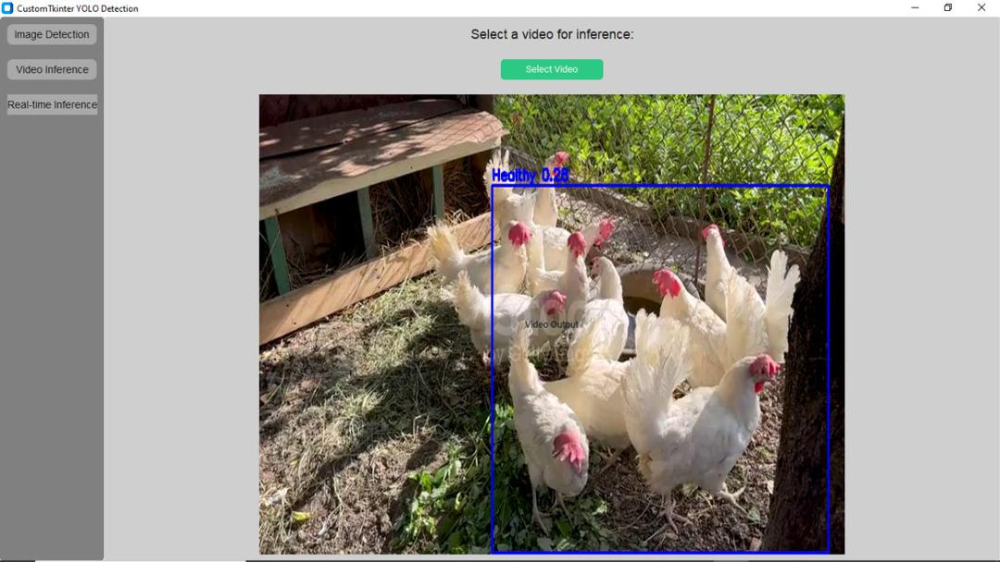 CustomTkinter YOLO Detection
Image Detection
Video Inference
Real-time Inference
Select a video for inference:
Select Video
Healthy 0.28
Video Output